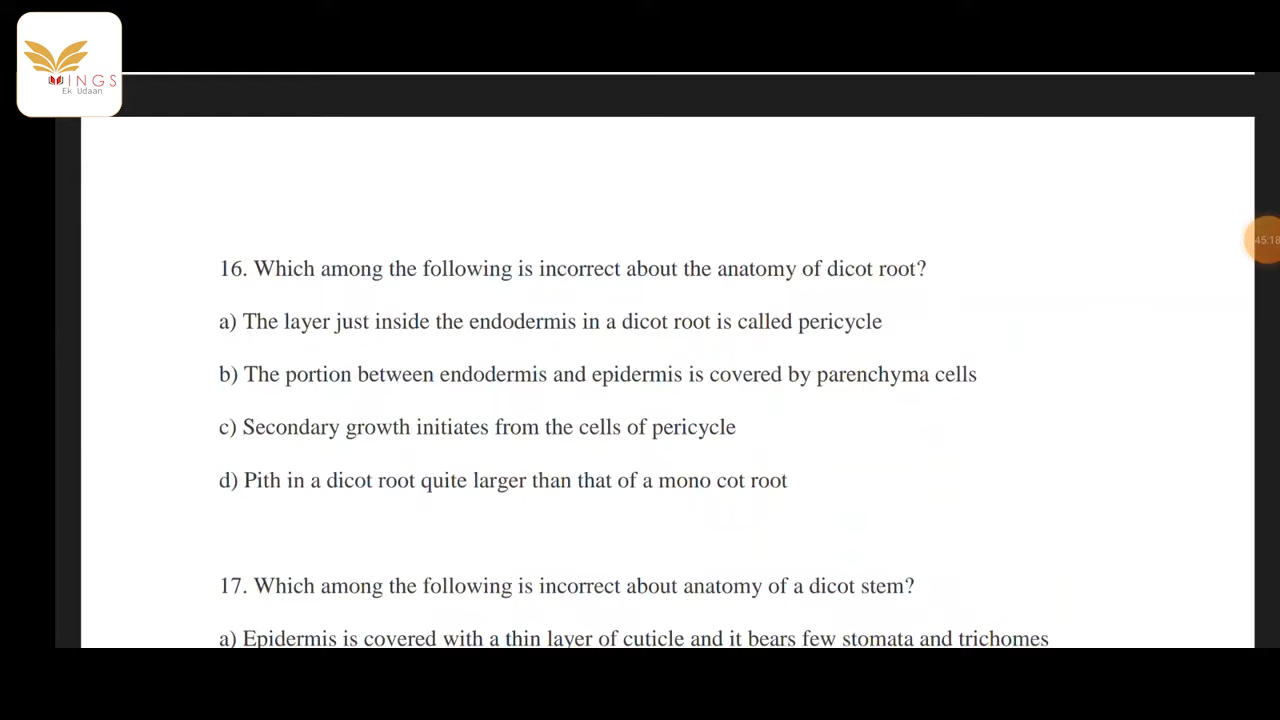 WINGS
Ek Udaan
45:18
16. Which among the following is incorrect about the anatomy of dicot root?
a) The layer just inside the endodermis in a dicot root is called pericycle
b) The portion between endodermis and epidermis is covered by parenchyma cells
c) Secondary growth initiates from the cells of pericycle
d) Pith in a dicot root quite larger than that of a mono cot root
17. Which among the following is incorrect about anatomy of a dicot stem?
a) Epidermis is covered with a thin layer of cuticle and it bears few stomata and trichomes